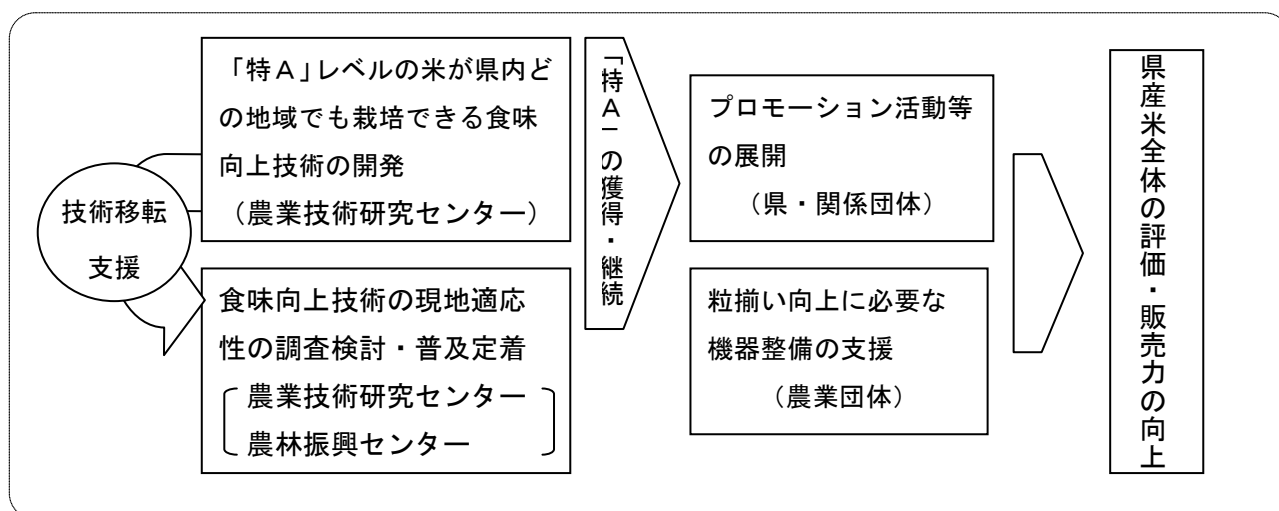 「特A」レベルの米が県内ど
の地域でも栽培できる食味
向上技術の開発
（農業技術研究センター）
技術移転
支援
食味向上技術の現地適応
性の調査検討・普及定着
農業技術研究センター
農林振興センター
「特A」の獲得・継続
プロモーション活動等
の展開
（県・関係団体）
粒揃い向上に必要な
機器整備の支援
（農業団体）
県産米全体の評価・販売力の向上